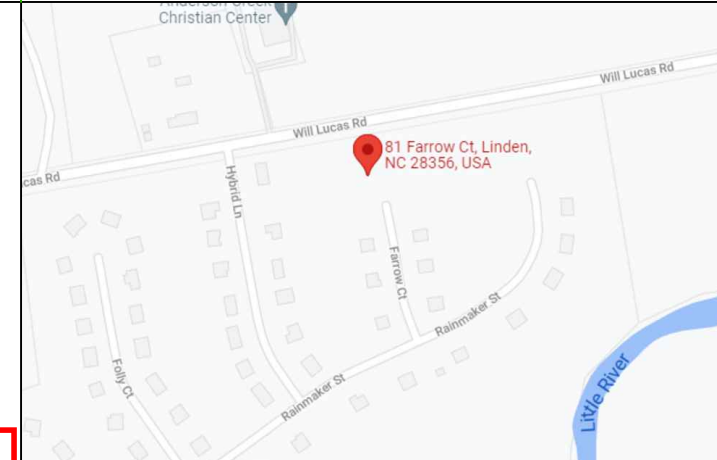 Anderson Creek
Christian Center
Will Lucas Rd
Will Lucas Rd
cas Rd
81 Farrow Ct, Linden,
NC 28356, USA
Hybrid Ln
Farrow Ct
Rainmaker St
Folly Ct
Rainmaker St
Little River